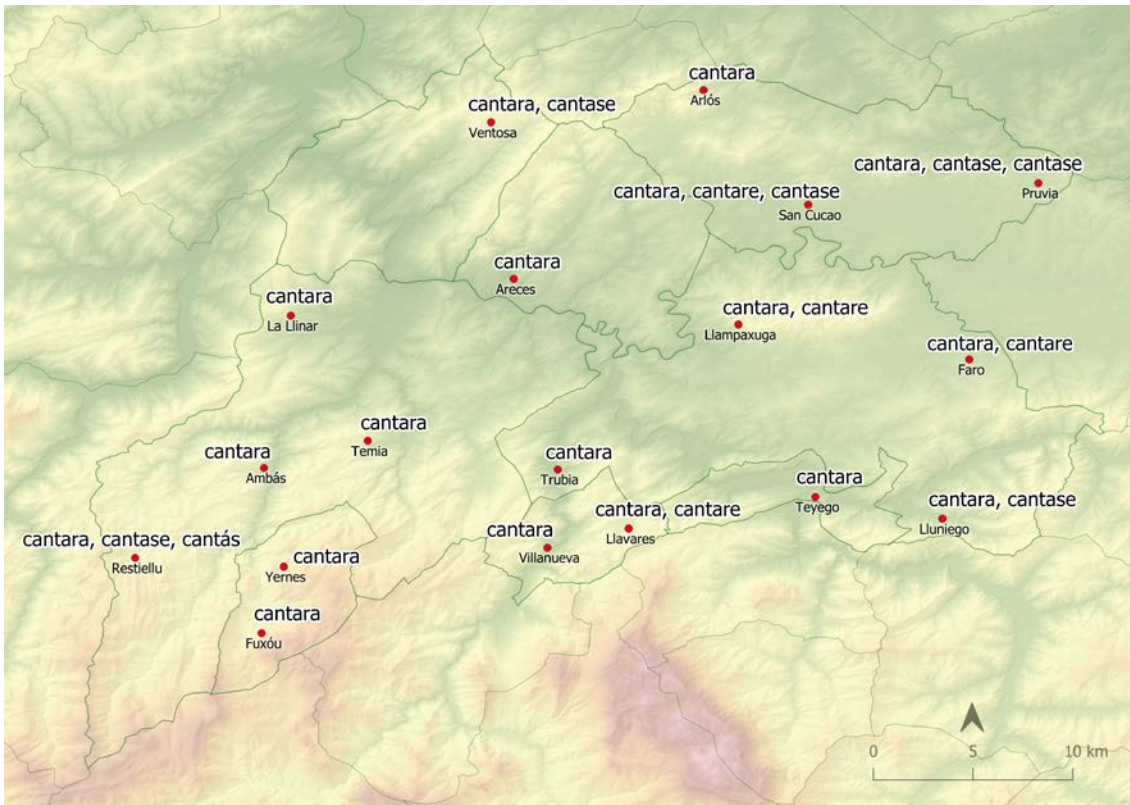 cantara
Arlós
cantara, cantase
Ventosa
cantara, cantase, cantase
Pruvia
cantara, cantare, cantase
San Cucao
cantara
Areces
cantara
La Llinar
cantara, cantare
Llampaxuga
cantara, cantare
Faro
cantara
Temia
cantara
Ambás
cantara
Trubia
cantara
Teyego
cantara, cantase
Lluniego
cantara, cantare
Llavares
cantara
Villanueva
cantara, cantase, cantás
Restiellu
cantara
Yernes
cantara
Fuxóu
0 5 10 km